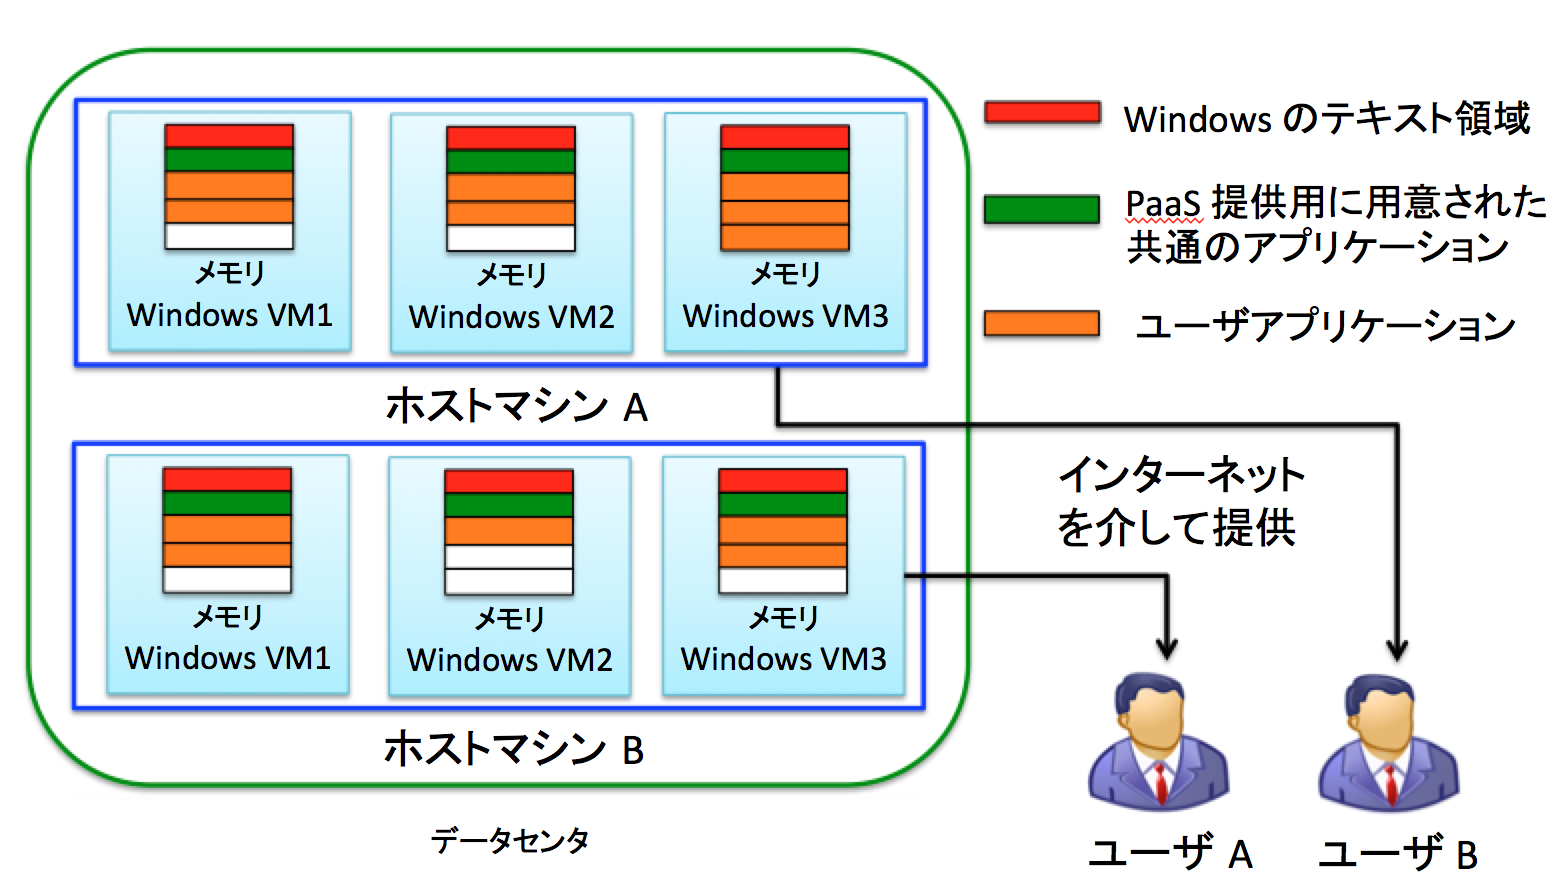 メモリ
Windows VM1
メモリ
Windows VM2
メモリ
Windows VM3
ホストマシン A
メモリ
Windows VM1
メモリ
Windows VM2
メモリ
Windows VM3
ホストマシン B
データセンタ
Windows のテキスト領域
PaaS 提供用に用意された
共通のアプリケーション
ユーザアプリケーション
インターネット
を介して提供
ユーザ A
ユーザ B